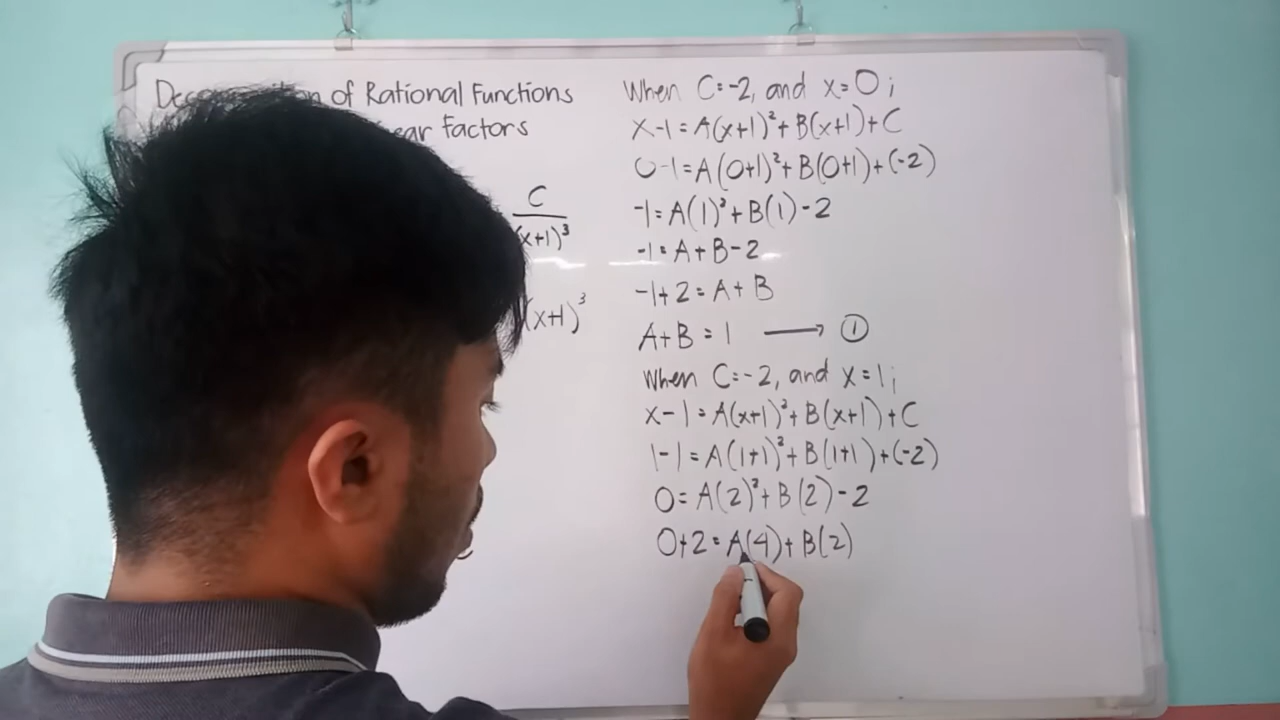 of Rational Functions
Factors
C
(x+1)³
(x+1)³
When C=-2, and x=0;
x-1=A(x+1)²+B(x+1)+C
0-1=A(0+1)²+B(0+1)+(-2)
-1=A(1)²+B(1)-2
-1=A+B-2
-1+2=A+B
A+B=1 → ①
When C=-2, and x=1;
x-1=A(x+1)²+B(x+1)+C
1-1=A(1+1)²+B(1+1)+(-2)
0=A(2)²+B(2)-2
0+2=A(4)+B(2)